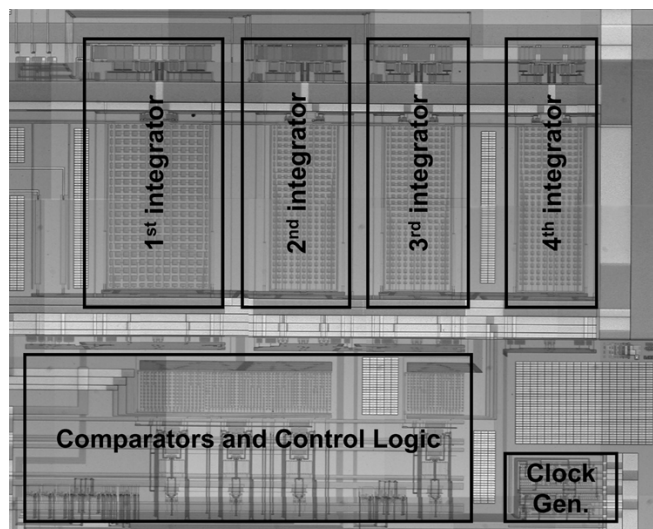 1st integrator
2nd integrator
3rd integrator
4th integrator
Comparators and Control Logic
Clock
Gen.